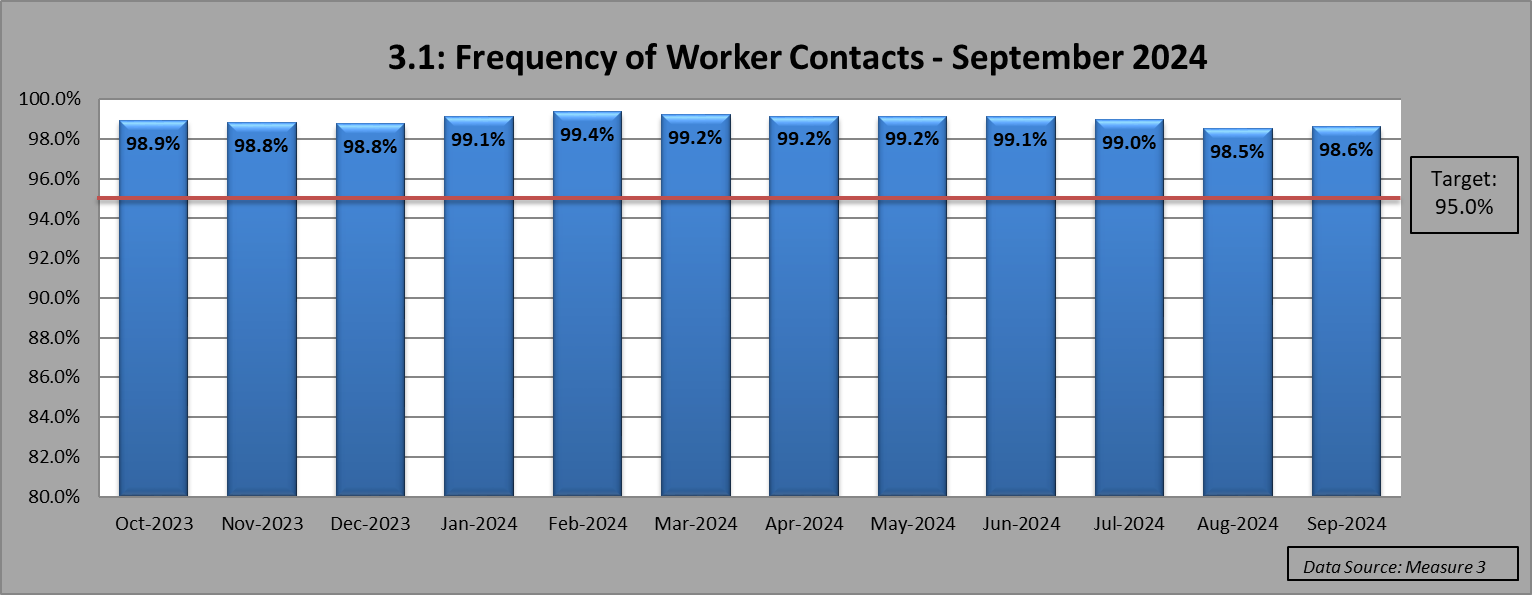 3.1: Frequency of Worker Contacts - September 2024
100.0%
98.0%
96.0%
94.0%
92.0%
90.0%
88.0%
86.0%
84.0%
82.0%
80.0%
98.9%
98.8%
98.8%
99.1%
99.4%
99.2%
99.2%
99.2%
99.1%
99.0%
98.5%
98.6%
Target:
95.0%
Oct-2023
Nov-2023
Dec-2023
Jan-2024
Feb-2024
Mar-2024
Apr-2024
May-2024
Jun-2024
Jul-2024
Aug-2024
Sep-2024
Data Source: Measure 3